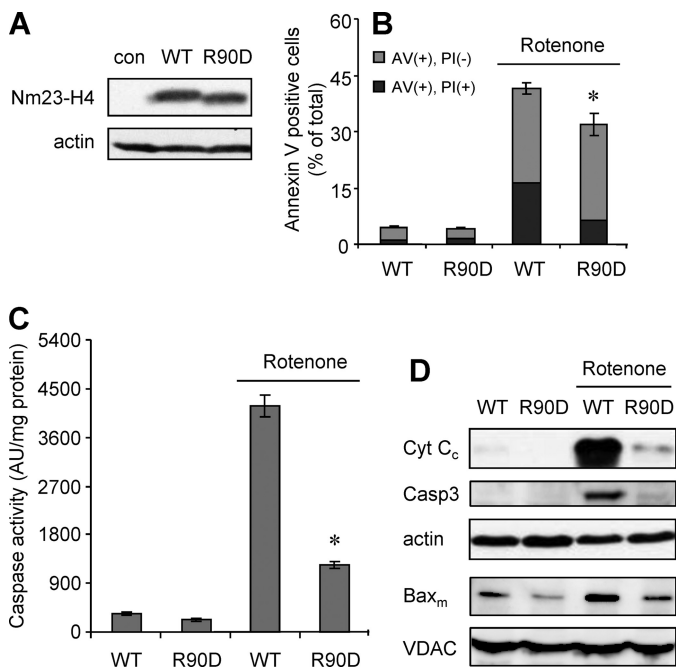 A
con WT R90D
Nm23-H4
actin
B
Annexin V positive cells
(% of total)
60
45
30
15
0
AV(+), PI(-)
AV(+), PI(+)
Rotenone
*
WT R90D WT R90D
C
Caspase activity (AU/mg protein)
5400
4500
3600
2700
1800
900
0
Rotenone
*
WT R90D WT R90D
D
Rotenone
WT R90D WT R90D
Cyt Cc
Casp3
actin
Baxm
VDAC